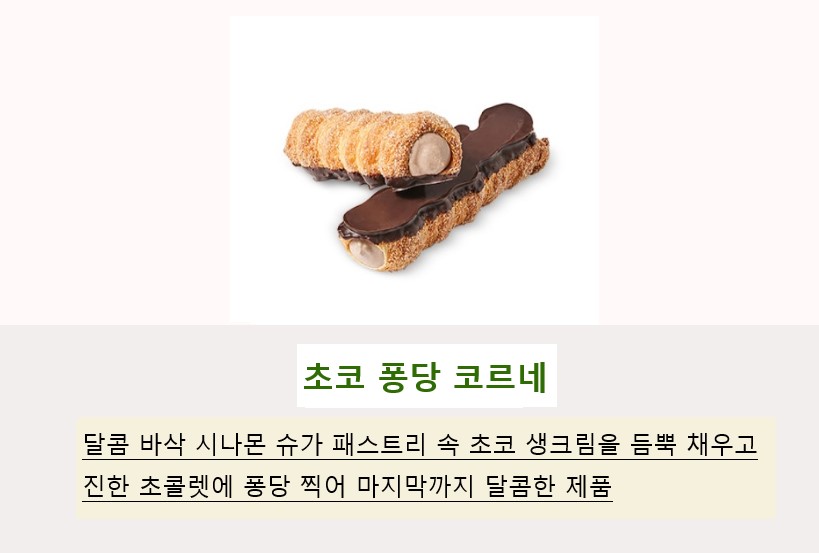 초코 퐁당 코르네
달콤 바삭 시나몬 슈가 패스트리 속 초코 생크림을 듬뿍 채우고
진한 초콜렛에 퐁당 찍어 마지막까지 달콤한 제품